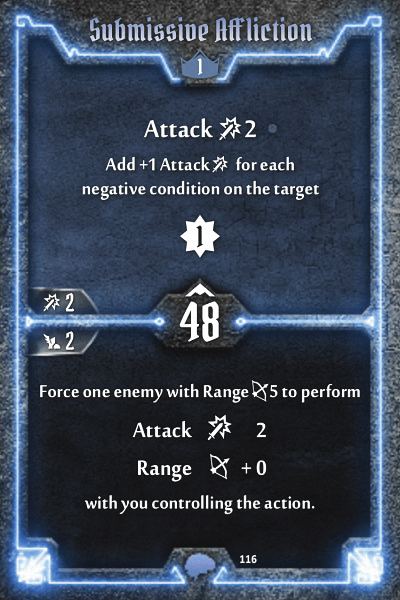 Submissive Affliction
1
Attack 2
Add +1 Attack for each
negative condition on the target
1
2
48
2
Force one enemy with Range 5 to perform
Attack 2
Range + 0
with you controlling the action.
116